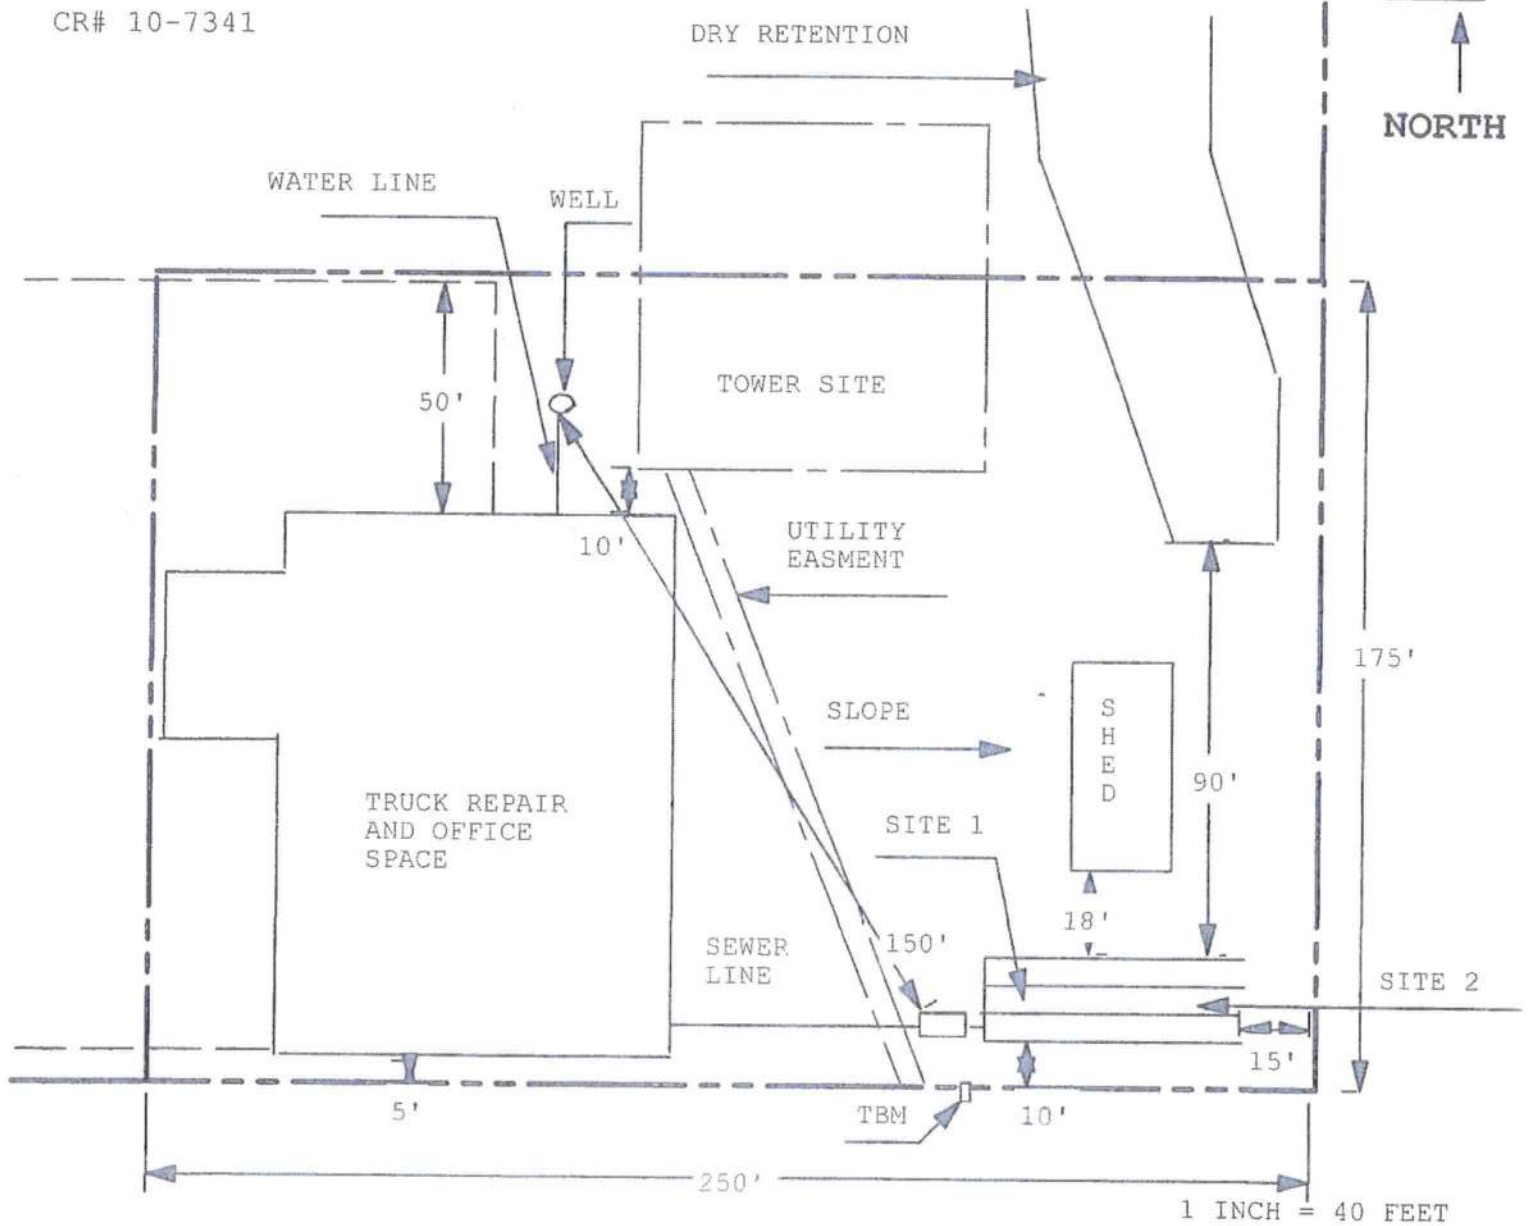 CR# 10-7341
DRY RETENTION
NORTH
WATER LINE
WELL
50'
TOWER SITE
10'
UTILITY
EASMENT
175'
SLOPE
SHED
90'
TRUCK REPAIR
AND OFFICE
SPACE
SITE 1
18'
SEWER
LINE
150'
SITE 2
15'
5'
TBM
10'
250'
1 INCH = 40 FEET